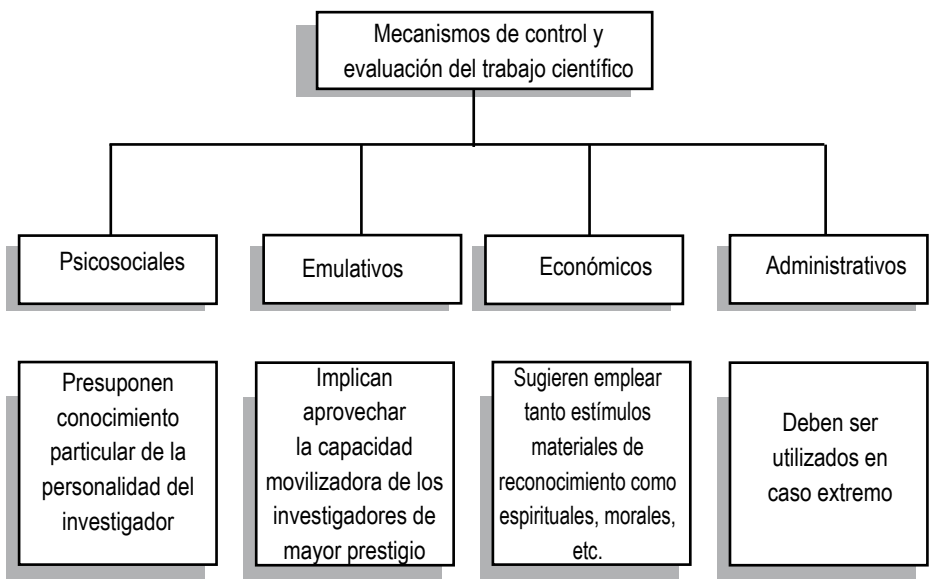 Mecanismos de control y
evaluación del trabajo científico
Psicosociales
Emulativos
Económicos
Administrativos
Presuponen
conocimiento
particular de la
personalidad del
investigador
Implican
aprovechar
la capacidad
movilizadora de los
investigadores de
mayor prestigio
Sugieren emplear
tanto estímulos
materiales de
reconocimiento como
espirituales, morales,
etc.
Deben ser
utilizados en
caso extremo